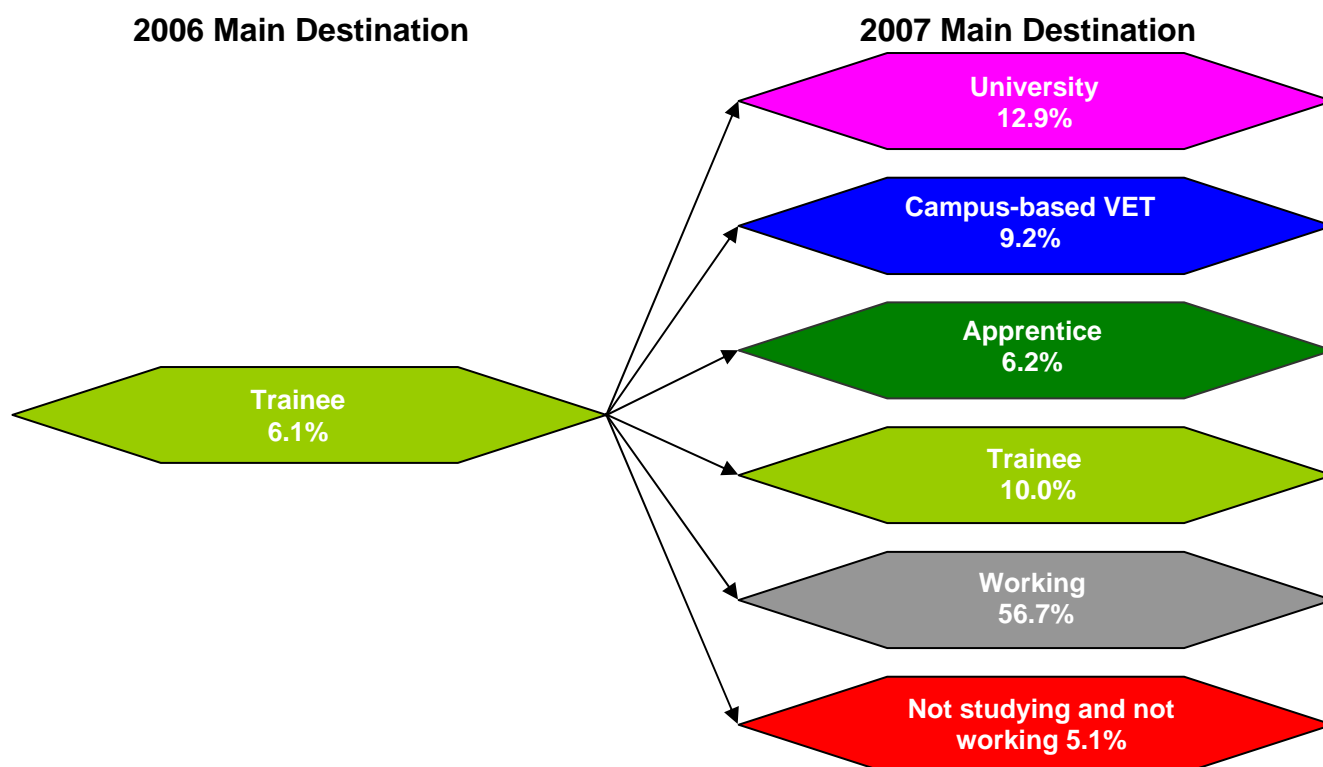 2006 Main Destination
2007 Main Destination
University
12.9%
Campus-based VET
9.2%
Apprentice
6.2%
Trainee
6.1%
Trainee
10.0%
Working
56.7%
Not studying and not
working 5.1%